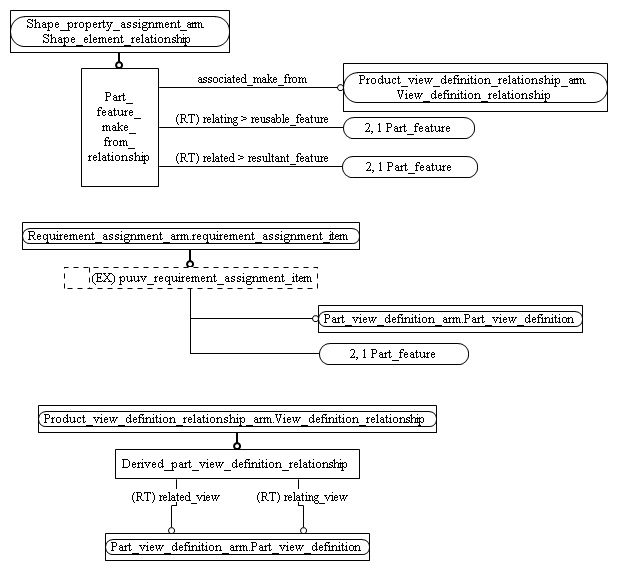 Shape_property_assignment_arm.
Shape_element_relationship
Part_
feature_
make_
from_
relationship
associated_make_from
Product_view_definition_relationship_arm.
View_definition_relationship
(RT) relating > reusable_feature
2, 1 Part_feature
(RT) related > resultant_feature
2, 1 Part_feature
Requirement_assignment_arm.requirement_assignment_item
(EX) puuv_requirement_assignment_item
Part_view_definition_arm.Part_view_definition
2, 1 Part_feature
Product_view_definition_relationship_arm.View_definition_relationship
Derived_part_view_definition_relationship
(RT) related_view
(RT) relating_view
Part_view_definition_arm.Part_view_definition